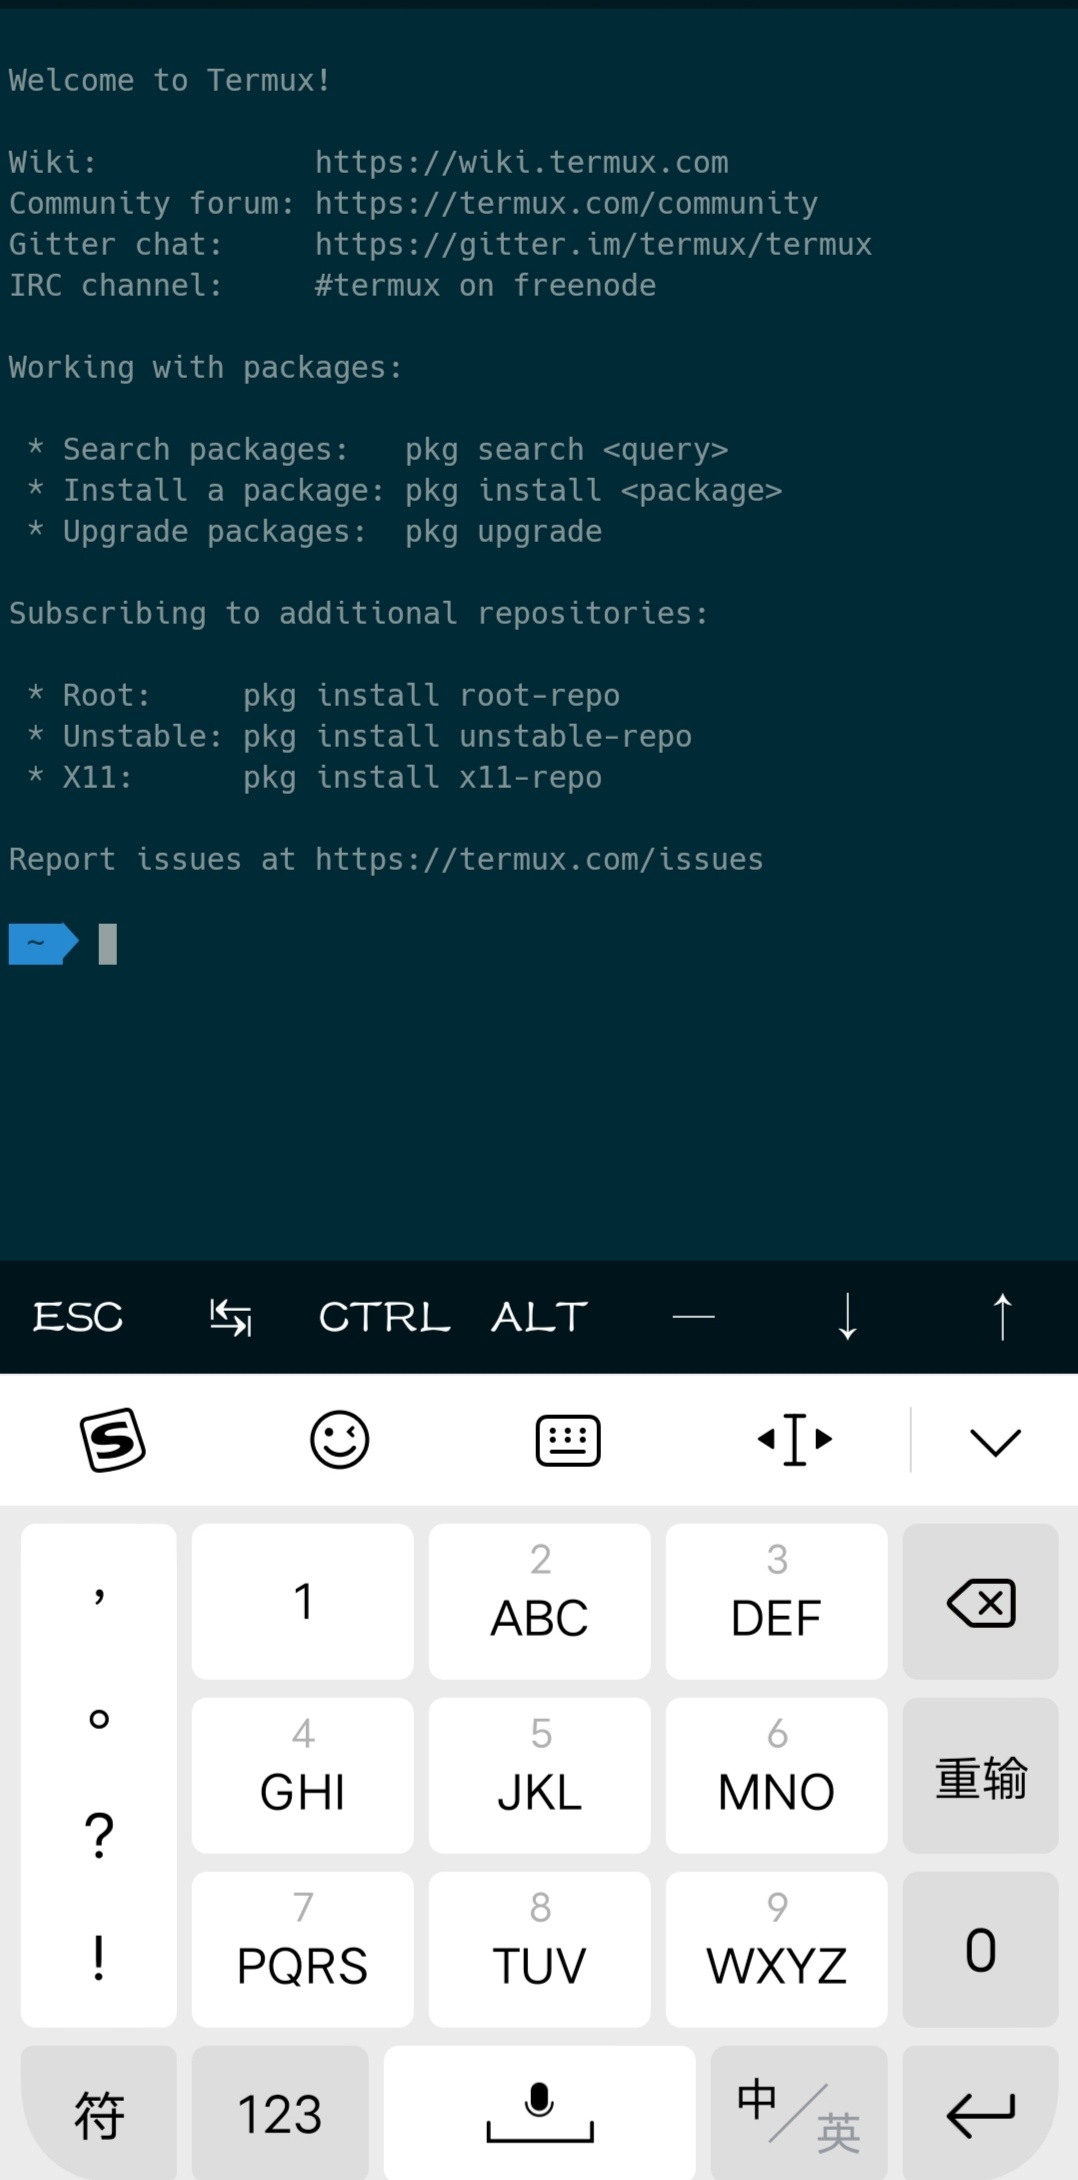 Welcome to Termux!
Wiki: https://wiki.termux.com
Community forum: https://termux.com/community
Gitter chat: https://gitter.im/termux/termux
IRC channel: #termux on freenode
Working with packages:
* Search packages: pkg search <query>
* Install a package: pkg install <package>
* Upgrade packages: pkg upgrade
Subscribing to additional repositories:
* Root: pkg install root-repo
* Unstable: pkg install unstable-repo
* X11: pkg install x11-repo
Report issues at https://termux.com/issues
~
ESC ↹ CTRL ALT — ↓ ↑
S
, 1 2 ABC 3 DEF
。 4 GHI 5 JKL 6 MNO 重输
? 7 PQRS 8 TUV 9 WXYZ 0
!
符 123 中/英